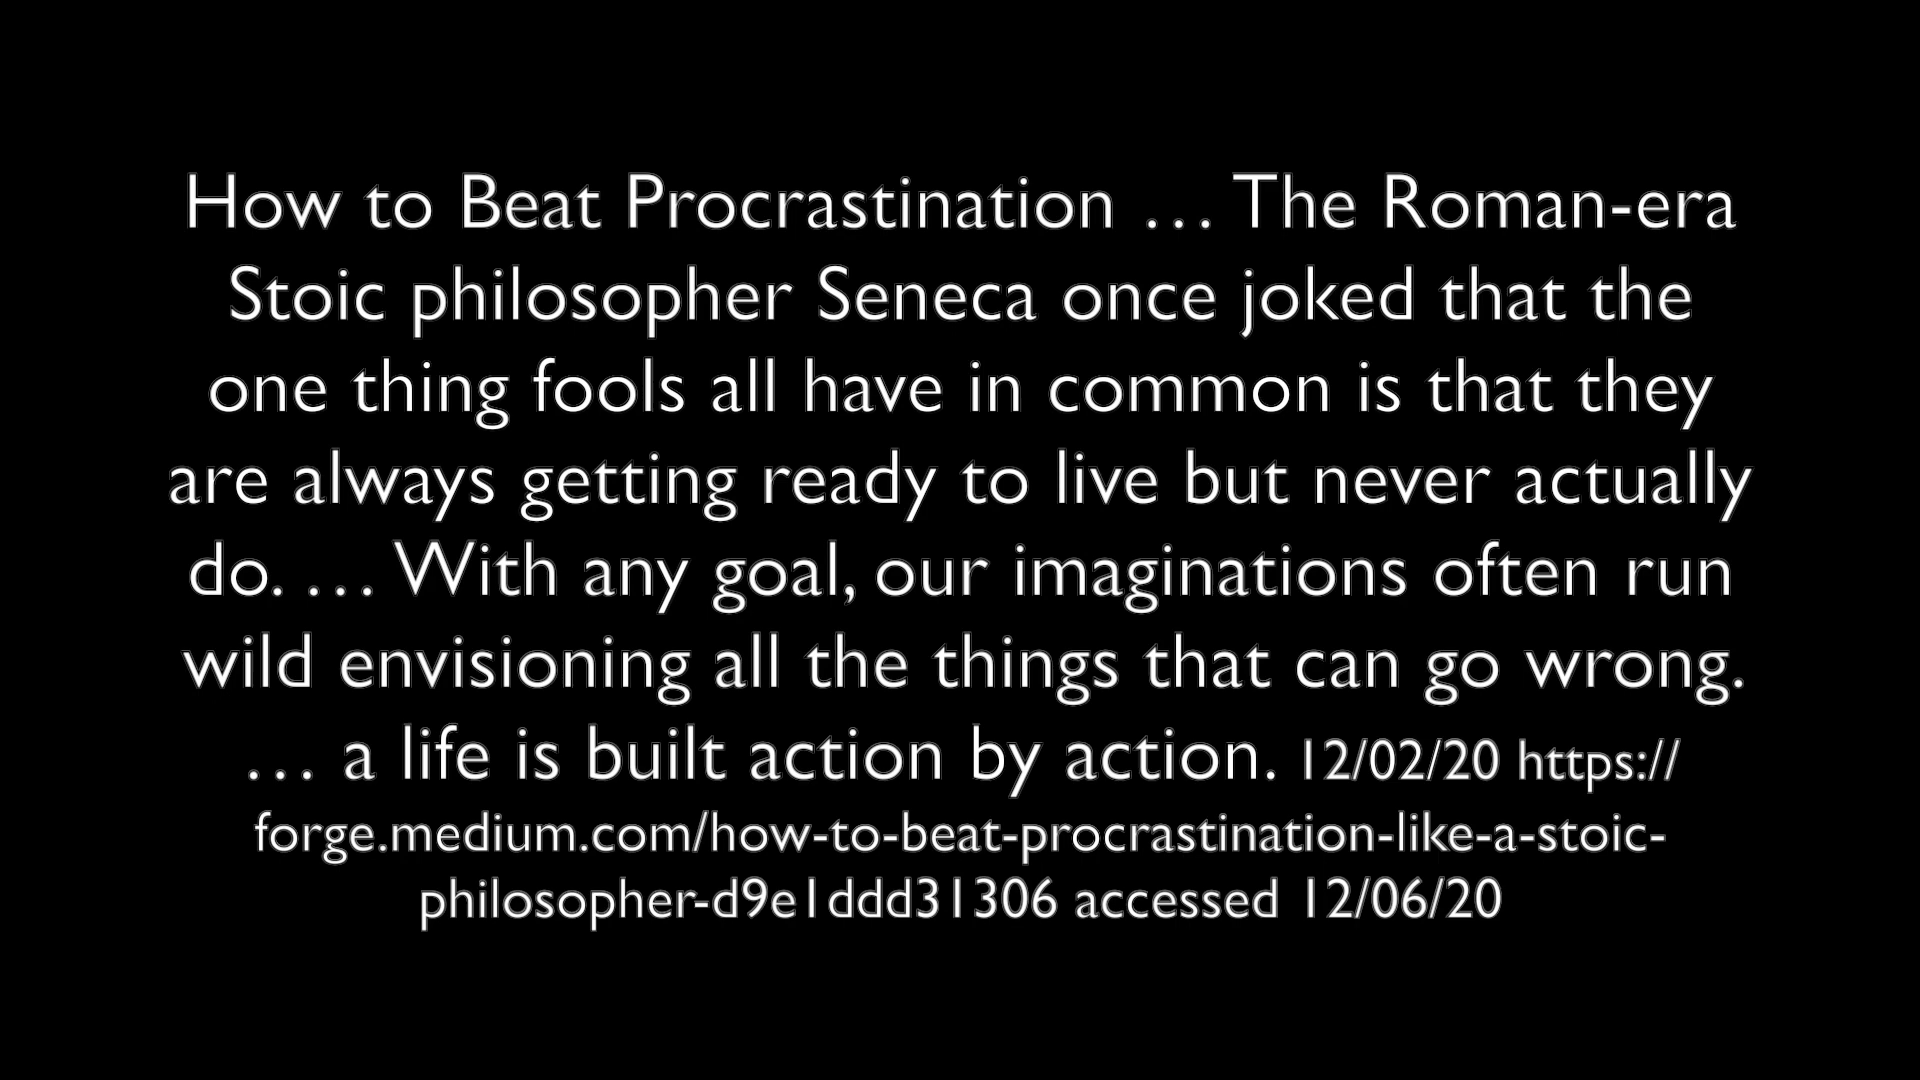 How to Beat Procrastination … The Roman-era
Stoic philosopher Seneca once joked that the
one thing fools all have in common is that they
are always getting ready to live but never actually
do. … With any goal, our imaginations often run
wild envisioning all the things that can go wrong.
… a life is built action by action. 12/02/20 https://
forge.medium.com/how-to-beat-procrastination-like-a-stoic-
philosopher-d9e1ddd31306 accessed 12/06/20